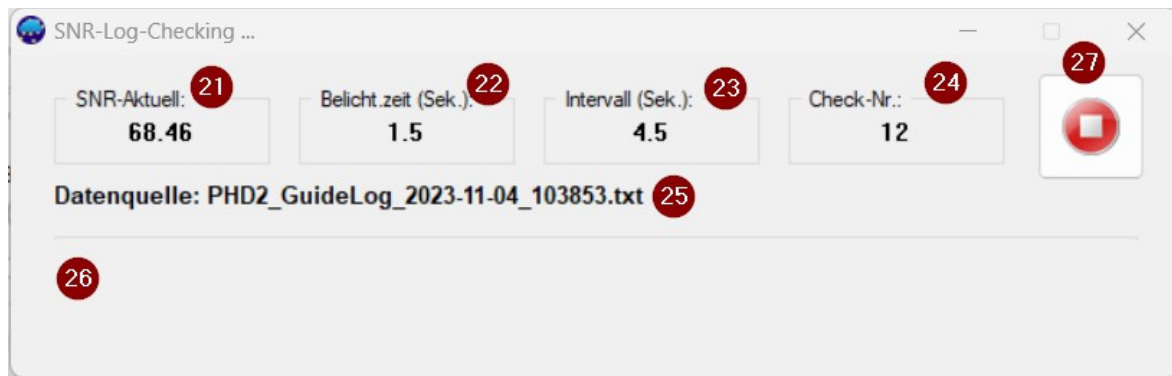 SNR-Log-Checking ...
27
SNR-Aktuell: 21 Belicht.zeit (Sek.): 22 Intervall (Sek.): 23 Check-Nr.: 24
68.46 1.5 4.5 12
Datenquelle: PHD2_GuideLog_2023-11-04_103853.txt 25
26